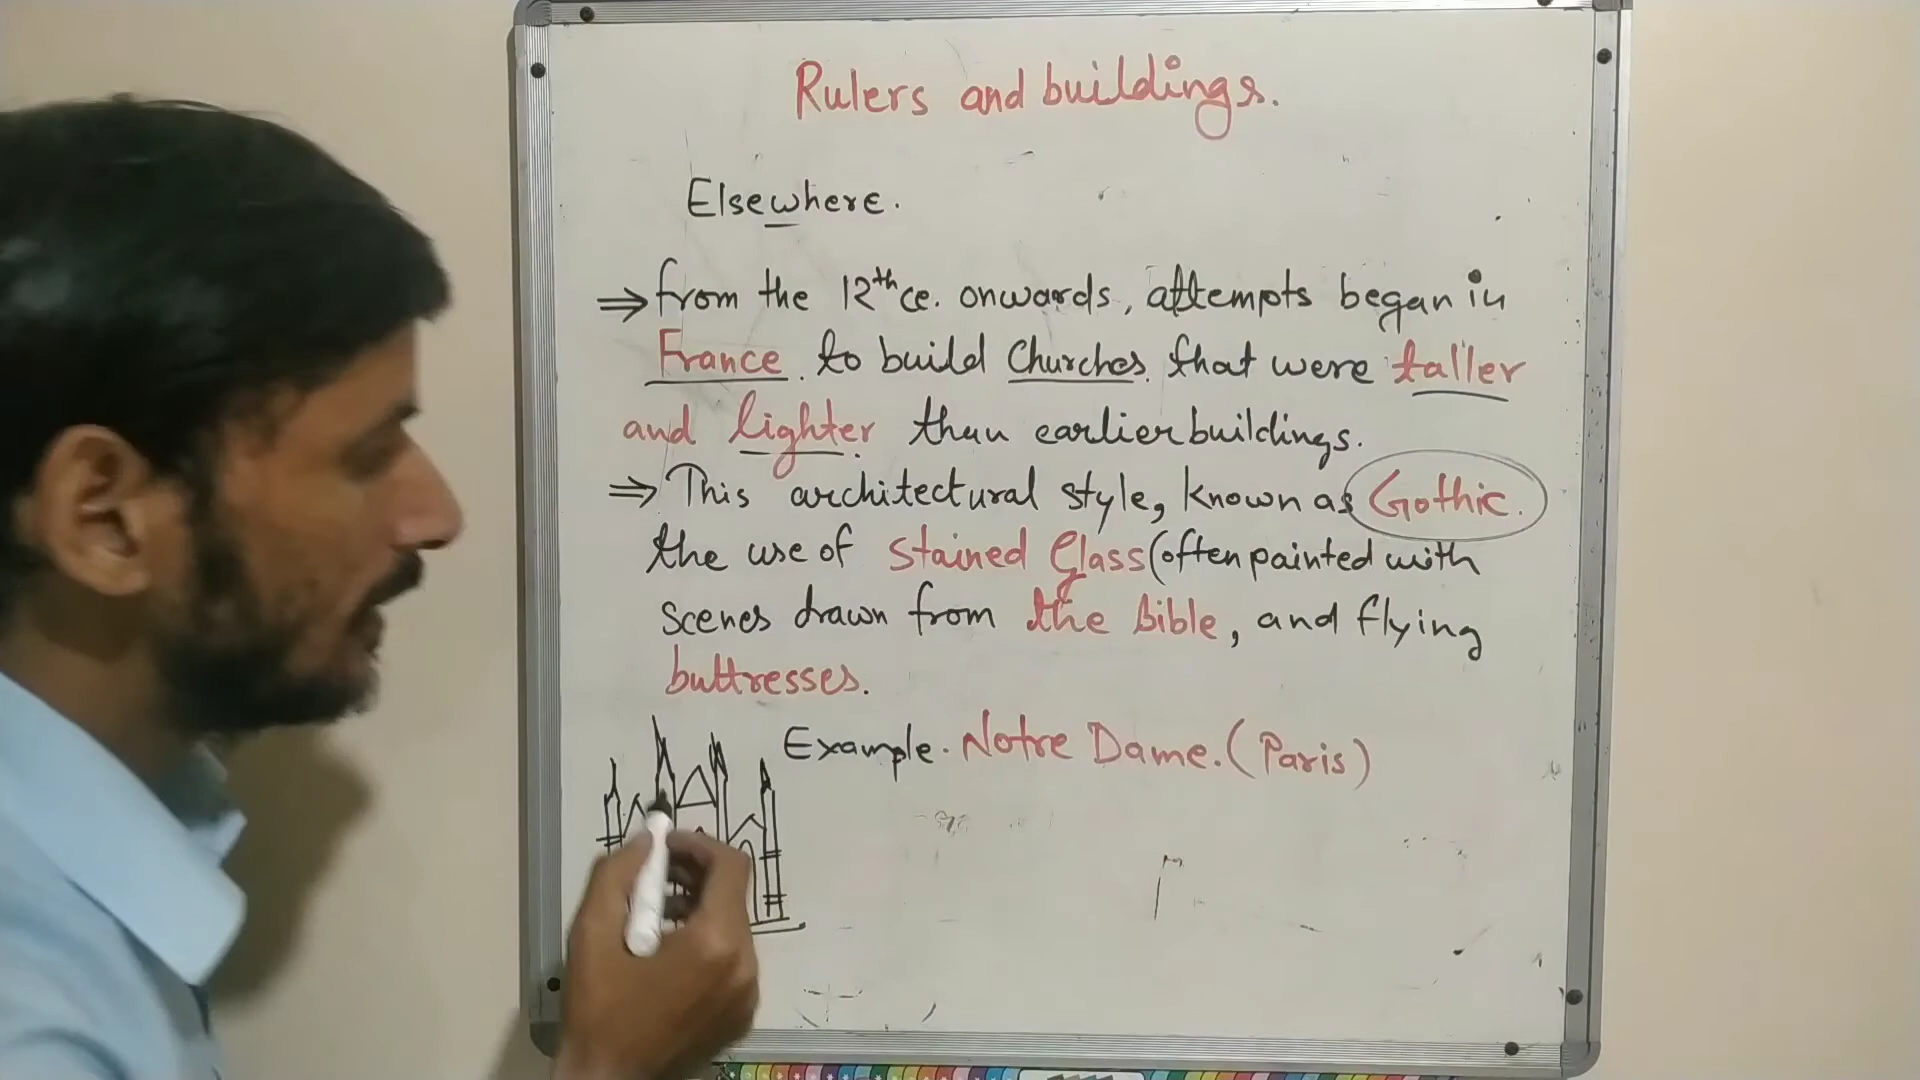 Rulers and buildings.
Elsewhere.
⇒ from the 12th ce. onwards, attempts began in
France. to build Churches. that were taller
and lighter than earlier buildings.
⇒ This architectural style, known as Gothic.
the use of Stained Glass (often painted with
scenes drawn from the Bible, and flying
buttresses.
Example. Notre Dame. (Paris)